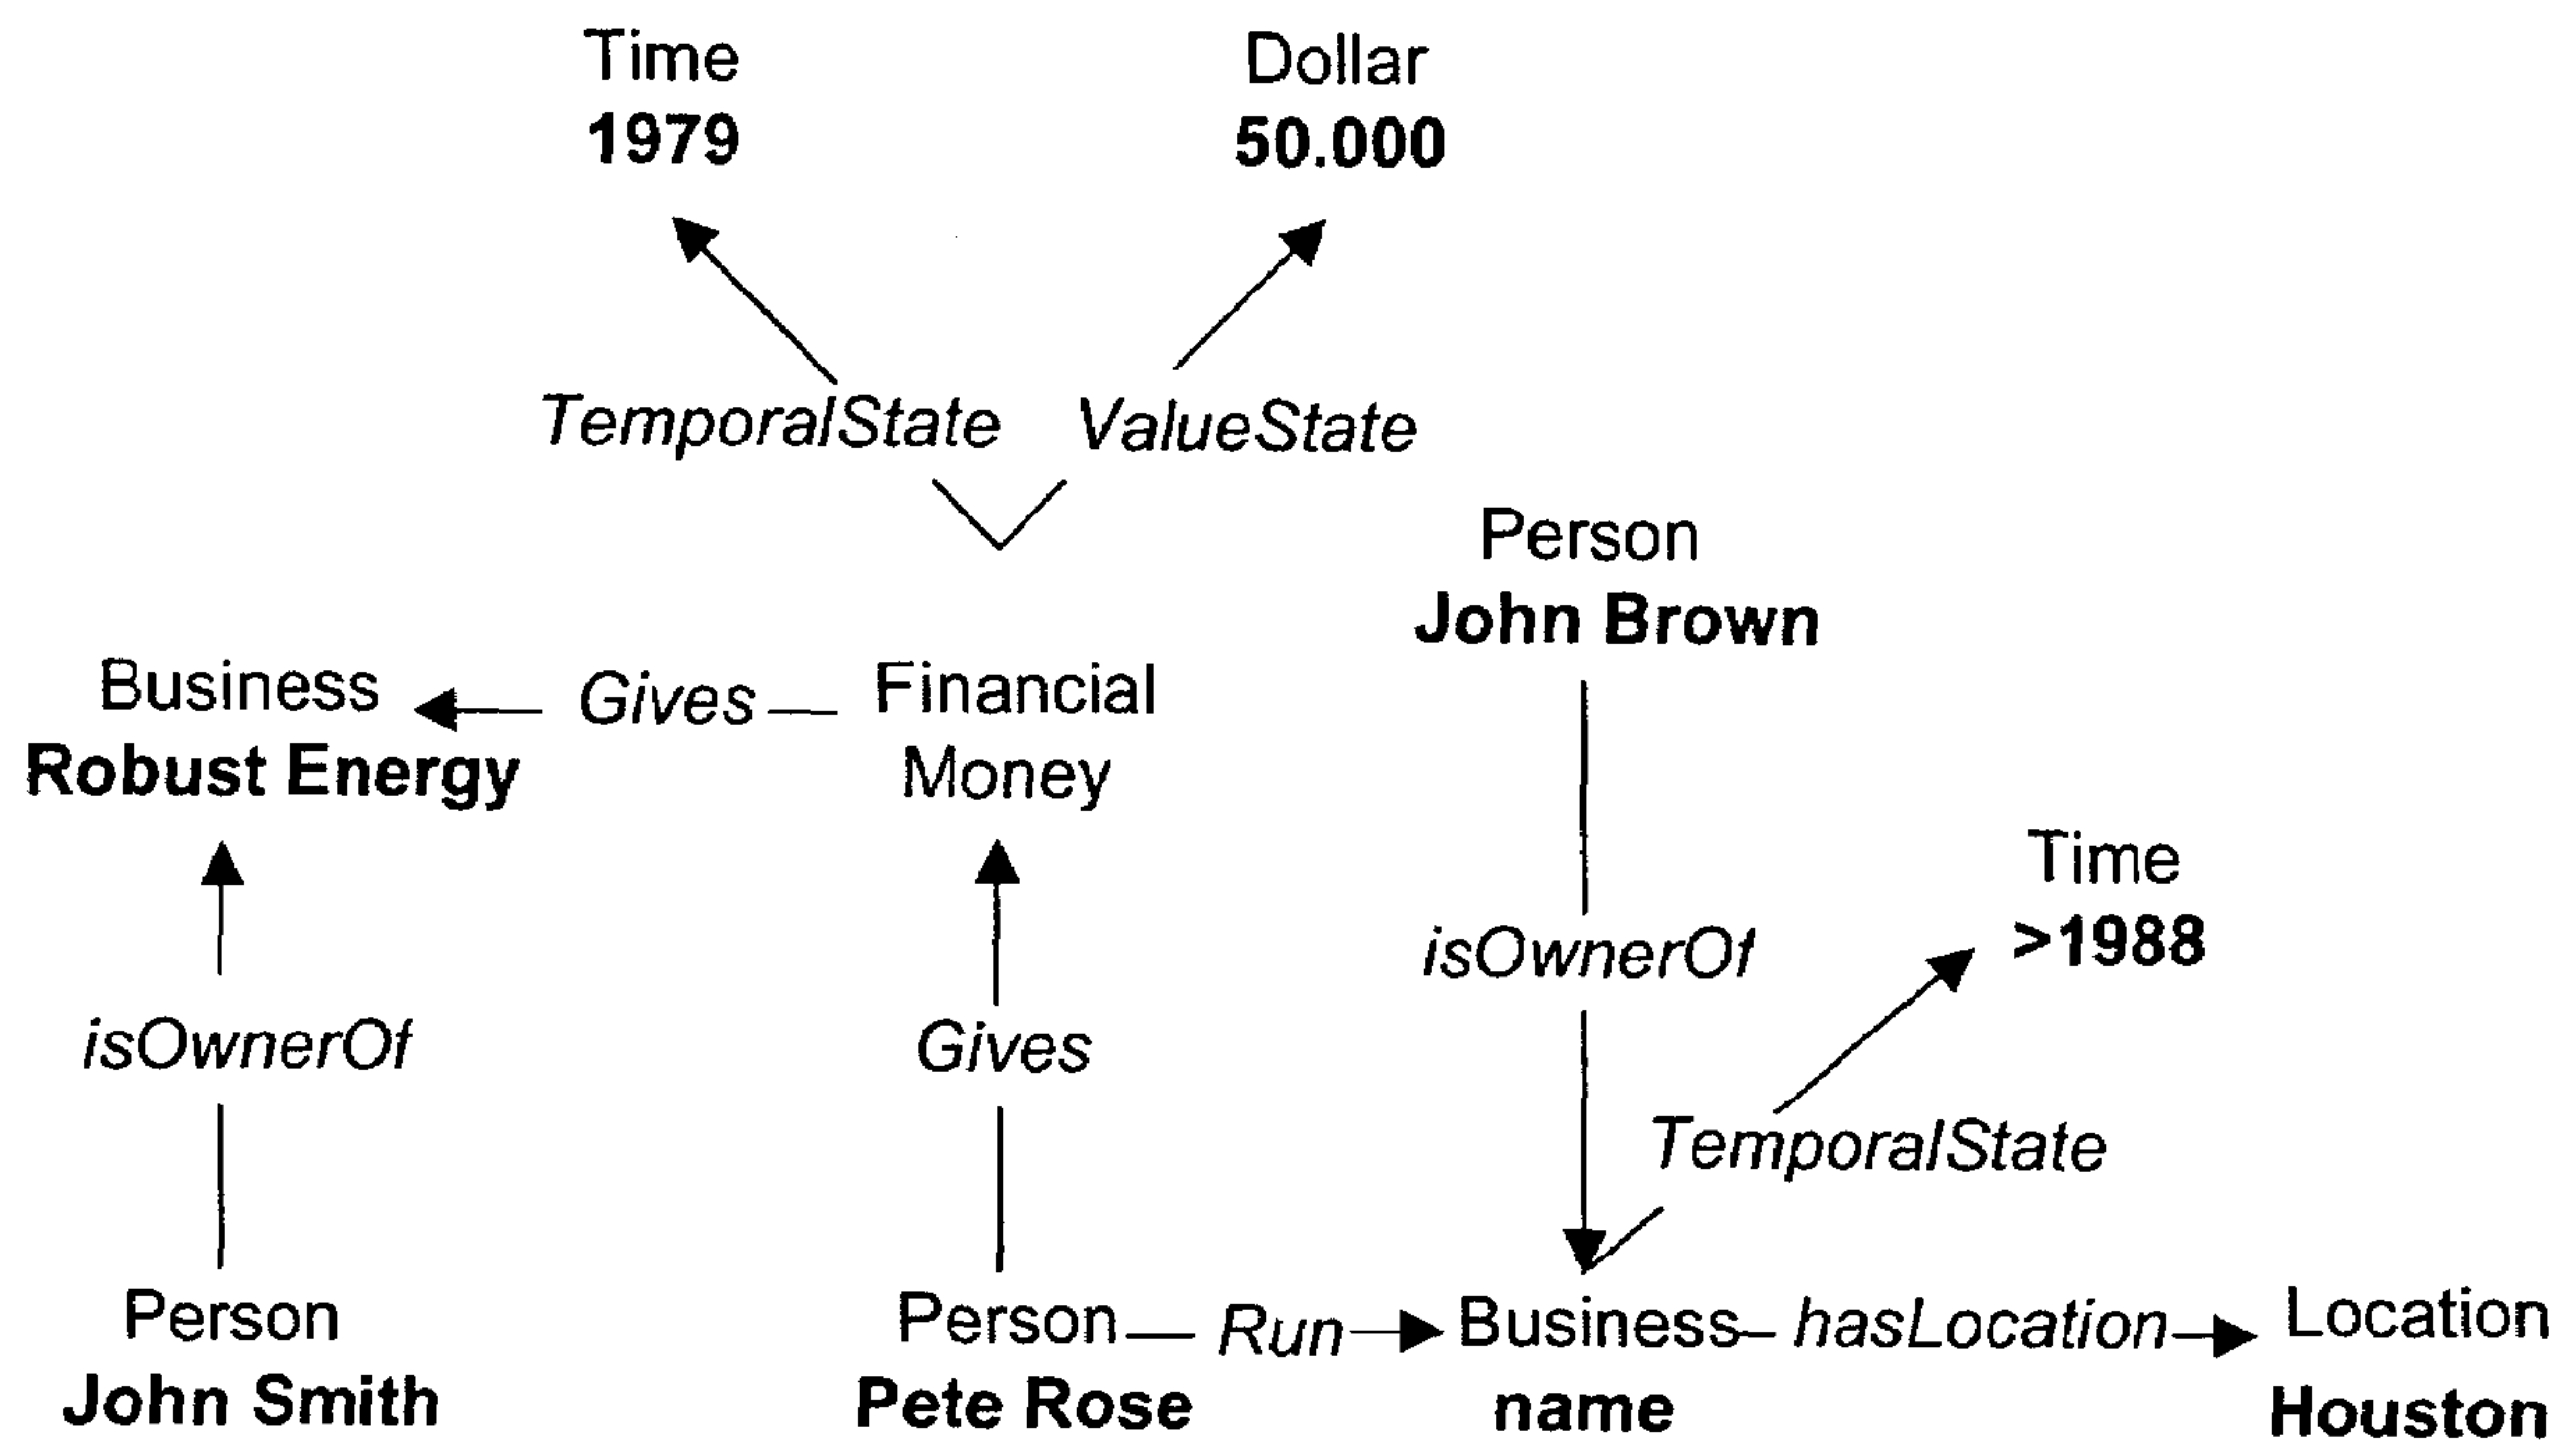 Time
1979
Dollar
50.000
TemporalState
ValueState
Person
John Brown
Business
Robust Energy
Gives
Financial
Money
Time
>1988
isOwnerOf
isOwnerOf
Gives
TemporalState
Person
John Smith
Person
Pete Rose
Run
Business
name
hasLocation
Location
Houston